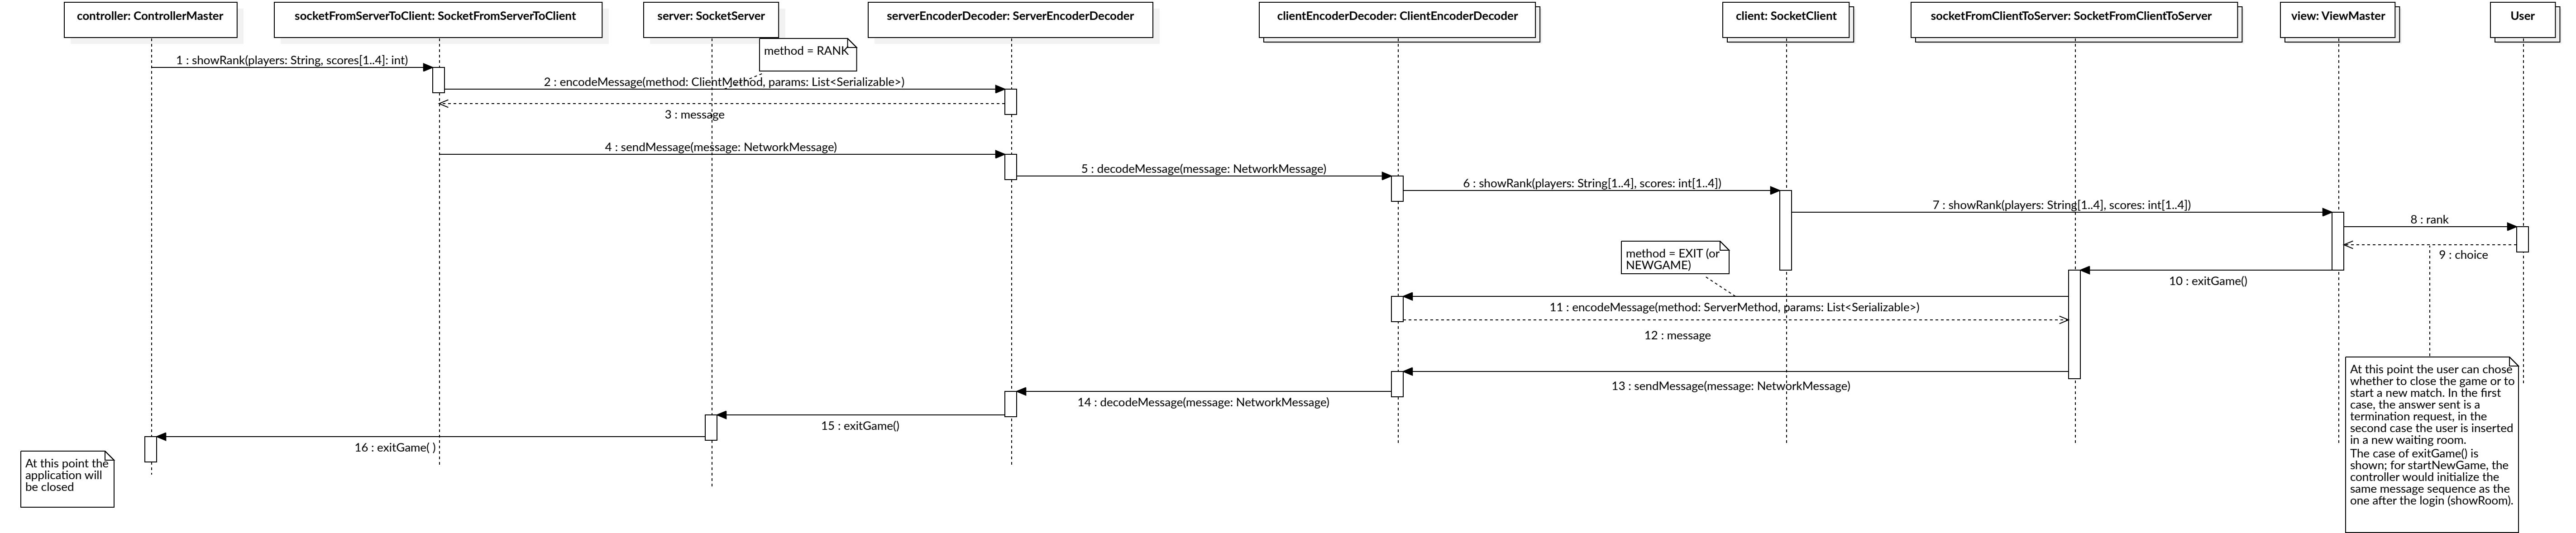 controller: ControllerMaster
socketFromServerToClient: SocketFromServerToClient
server: SocketServer
serverEncoderDecoder: ServerEncoderDecoder
clientEncoderDecoder: ClientEncoderDecoder
client: SocketClient
socketFromClientToServer: SocketFromClientToServer
view: ViewMaster
User
method = RANK
1 : showRank(players: String, scores[1..4]: int)
2 : encodeMessage(method: ClientMethod, params: List<Serializable>)
3 : message
4 : sendMessage(message: NetworkMessage)
5 : decodeMessage(message: NetworkMessage)
6 : showRank(players: String[1..4], scores: int[1..4])
7 : showRank(players: String[1..4], scores: int[1..4])
8 : rank
9 : choice
method = EXIT (or
NEWGAME)
10 : exitGame()
11 : encodeMessage(method: ServerMethod, params: List<Serializable>)
12 : message
13 : sendMessage(message: NetworkMessage)
14 : decodeMessage(message: NetworkMessage)
15 : exitGame()
16 : exitGame( )
At this point the
application will
be closed
At this point the user can chose
whether to close the game or to
start a new match. In the first
case, the answer sent is a
termination request, in the
second case the user is inserted
in a new waiting room.
The case of exitGame() is
shown; for startNewGame, the
controller would initialize the
same message sequence as the
one after the login (showRoom).